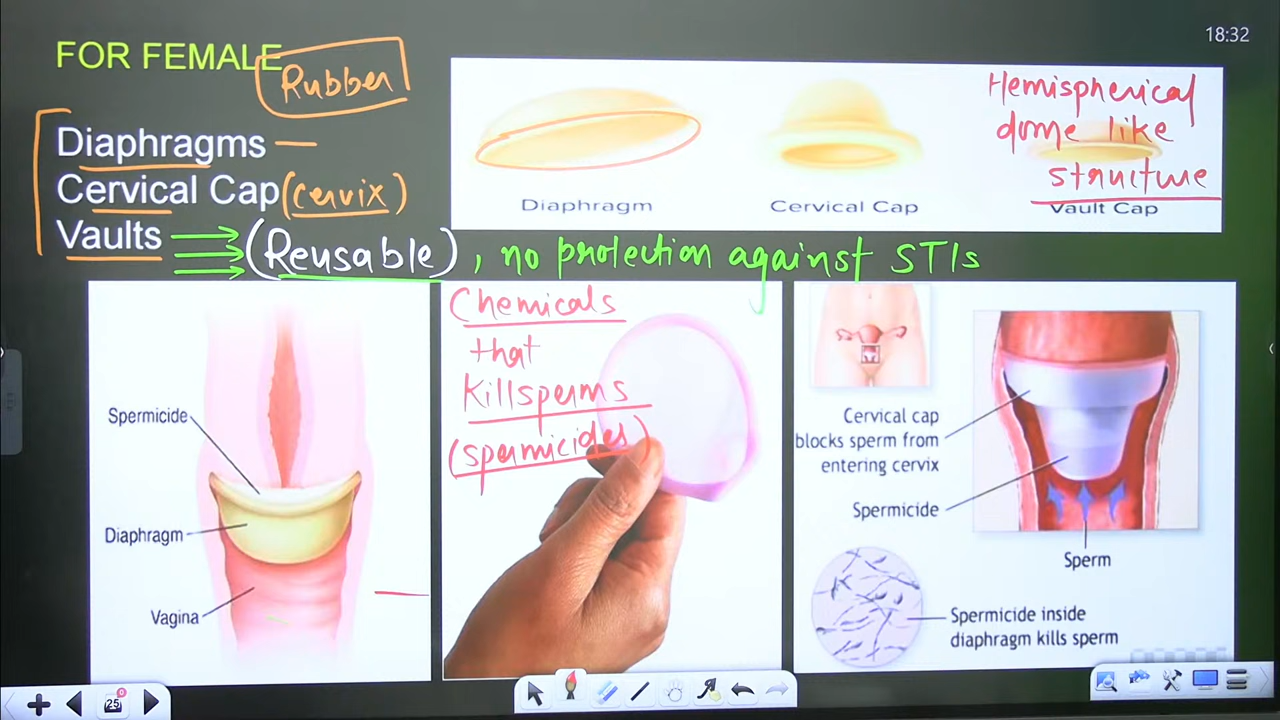 18:32
FOR FEMALE
Rubber
Diaphragms
Cervical Cap (cervix)
Vaults
(Reusable), no protection against STIs
Diaphragm
Cervical Cap
Vault Cap
Hemispherical
dome like
structure
Spermicide
Diaphragm
Vagina
Chemicals
that
Killsperms
(spermicides)
Cervical cap
blocks sperm from
entering cervix
Spermicide
Sperm
Spermicide inside
diaphragm kills sperm
25
0